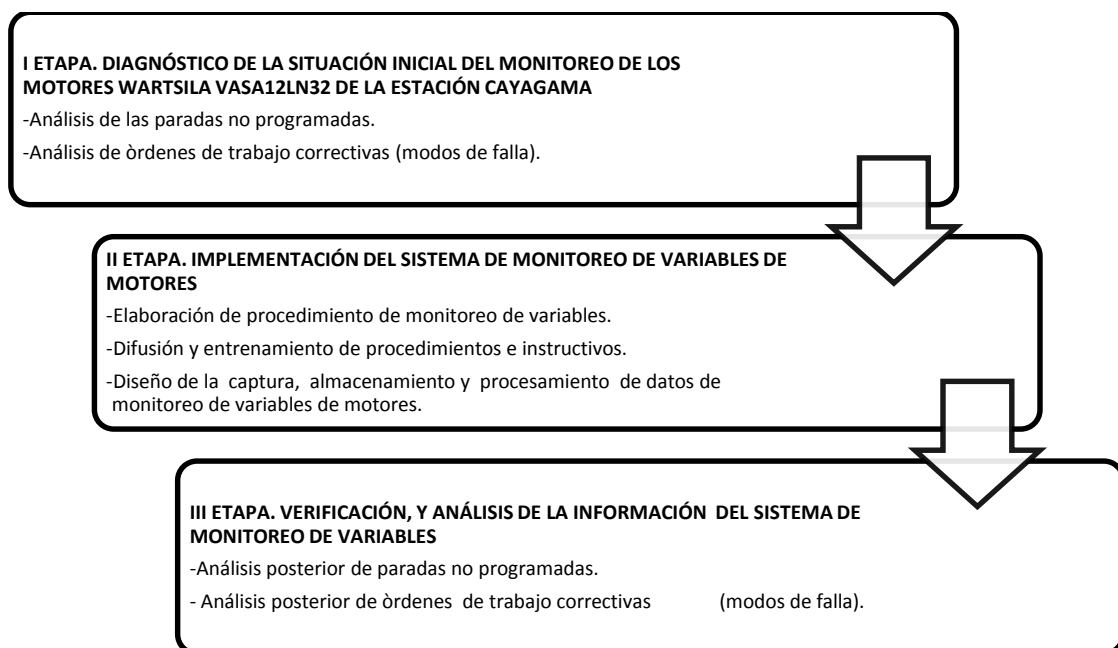 I ETAPA. DIAGNÓSTICO DE LA SITUACIÓN INICIAL DEL MONITOREO DE LOS
MOTORES WARTSILA VASA12LN32 DE LA ESTACIÓN CAYAGAMA
-Análisis de las paradas no programadas.
-Análisis de òrdenes de trabajo correctivas (modos de falla).
II ETAPA. IMPLEMENTACIÓN DEL SISTEMA DE MONITOREO DE VARIABLES DE
MOTORES
-Elaboración de procedimiento de monitoreo de variables.
-Difusión y entrenamiento de procedimientos e instructivos.
-Diseño de la captura, almacenamiento y procesamiento de datos de
monitoreo de variables de motores.
III ETAPA. VERIFICACIÓN, Y ANÁLISIS DE LA INFORMACIÓN DEL SISTEMA DE
MONITOREO DE VARIABLES
-Análisis posterior de paradas no programadas.
- Análisis posterior de òrdenes de trabajo correctivas (modos de falla).